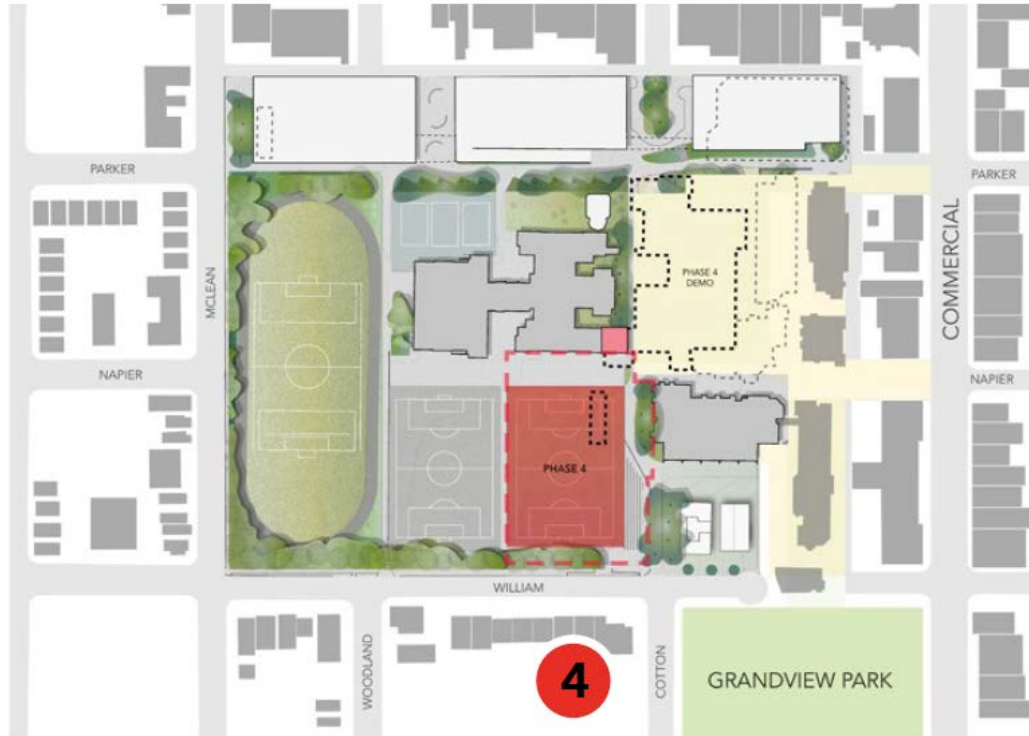 PARKER
PARKER
MCLEAN
COMMERCIAL
PHASE 4
DEMO
NAPIER
NAPIER
PHASE 4
WILLIAM
WOODLAND
4
COTTON
GRANDVIEW PARK